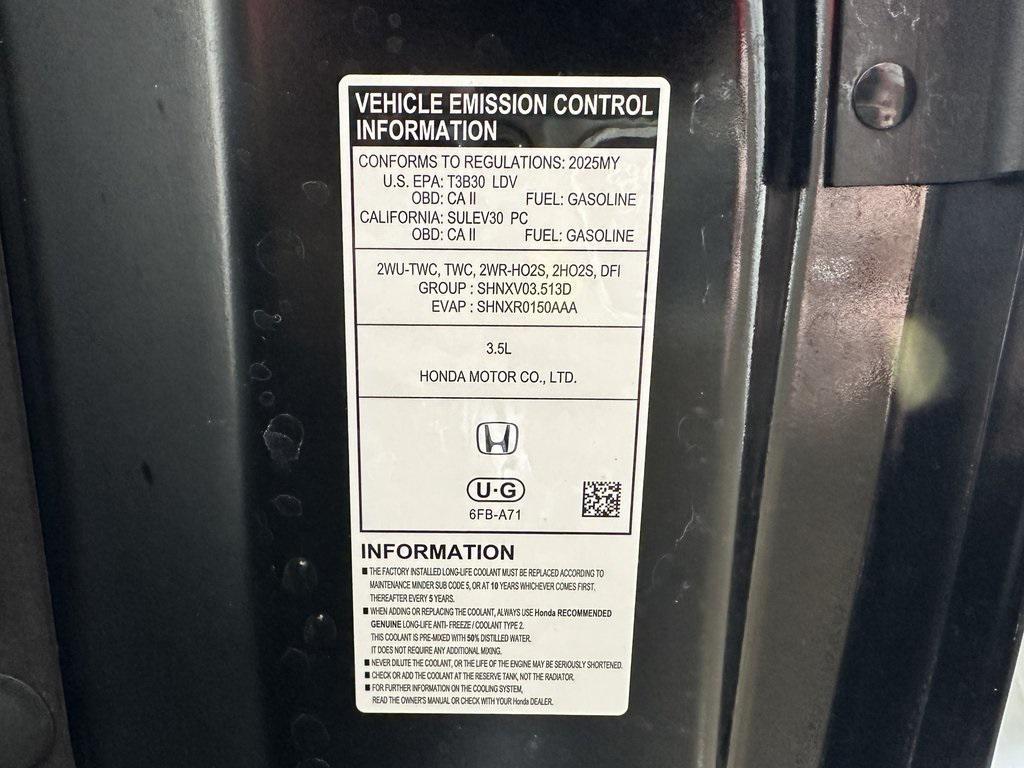 VEHICLE EMISSION CONTROL
INFORMATION
CONFORMS TO REGULATIONS: 2025MY
U.S. EPA: T3B30 LDV
OBD: CA II FUEL: GASOLINE
CALIFORNIA: SULEV30 PC
OBD: CA II FUEL: GASOLINE
2WU-TWC, TWC, 2WR-HO2S, 2HO2S, DFI
GROUP : SHNXV03.513D
EVAP : SHNXR0150AAA
3.5L
HONDA MOTOR CO., LTD.
U·G
6FB-A71
INFORMATION
■ THE FACTORY INSTALLED LONG-LIFE COOLANT MUST BE REPLACED ACCORDING TO
MAINTENANCE MINDER SUB CODE 5, OR AT 10 YEARS WHICHEVER COMES FIRST,
THEREAFTER EVERY 5 YEARS.
■ WHEN ADDING OR REPLACING THE COOLANT, ALWAYS USE Honda RECOMMENDED
GENUINE LONG-LIFE ANTI- FREEZE / COOLANT TYPE 2.
THIS COOLANT IS PRE-MIXED WITH 50% DISTILLED WATER.
IT DOES NOT REQUIRE ANY ADDITIONAL MIXING.
■ NEVER DILUTE THE COOLANT, OR THE LIFE OF THE ENGINE MAY BE SERIOUSLY SHORTENED.
■ CHECK OR ADD THE COOLANT AT THE RESERVE TANK, NOT THE RADIATOR.
■ FOR FURTHER INFORMATION ON THE COOLING SYSTEM,
READ THE OWNER'S MANUAL OR CHECK WITH YOUR Honda DEALER.